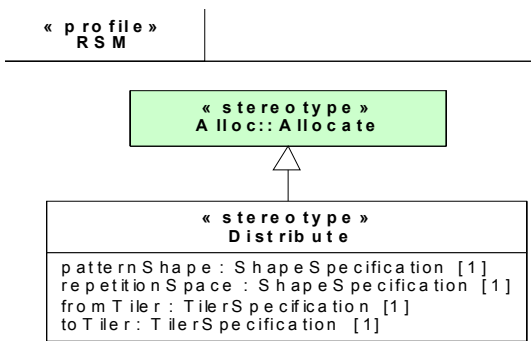 « profile»
RSM
« stereotype»
Alloc::Allocate
« stereotype»
Distribute
patternShape: ShapeSpecification [1]
repetitionSpace: ShapeSpecification [1]
fromTiler: TilerSpecification [1]
toTiler: TilerSpecification [1]